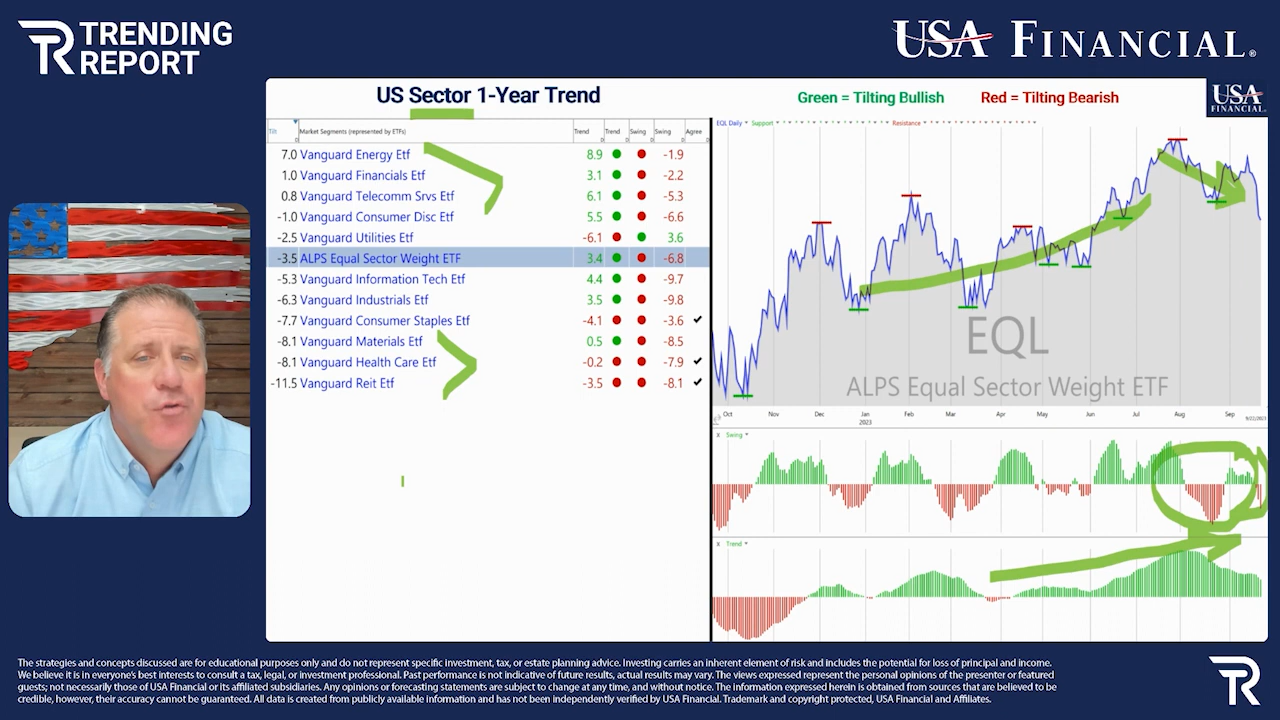 TRENDING
REPORT
USA FINANCIAL®
US Sector 1-Year Trend
Green = Tilting Bullish
Red = Tilting Bearish
USA
FINANCIAL
Tilt Market Segments (represented by ETFs) Trend Trend Swing Swing Agree
7.0 Vanguard Energy Etf 8.9 -1.9
1.0 Vanguard Financials Etf 3.1 -2.2
0.8 Vanguard Telecomm Srvs Etf 6.1 -5.3
-1.0 Vanguard Consumer Disc Etf 5.5 -6.6
-2.5 Vanguard Utilities Etf -6.1 3.6
-3.5 ALPS Equal Sector Weight ETF 3.4 -6.8
-5.3 Vanguard Information Tech Etf 4.4 -9.7
-6.3 Vanguard Industrials Etf 3.5 -9.8
-7.7 Vanguard Consumer Staples Etf -4.1 -3.6 ✓
-8.1 Vanguard Materials Etf 0.5 -8.5
-8.1 Vanguard Health Care Etf -0.2 -7.9 ✓
-11.5 Vanguard Reit Etf -3.5 -8.1 ✓
EQL Daily Support Resistance
EQL
ALPS Equal Sector Weight ETF
Oct Nov Dec Jan Feb Mar Apr May Jun Jul Aug Sep
2023 9/22/2023
x Swing
x Trend
The strategies and concepts discussed are for educational purposes only and do not represent specific investment, tax, or estate planning advice. Investing carries an inherent element of risk and includes the potential for loss of principal and income.
We believe it is in everyone's best interests to consult a tax, legal, or investment professional. Past performance is not indicative of future results, actual results may vary. The views expressed represent the personal opinions of the presenter or featured
guests; not necessarily those of USA Financial or its affiliated subsidiaries. Any opinions or forecasting statements are subject to change at any time, and without notice. The information expressed herein is obtained from sources that are believed to be
credible, however, their accuracy cannot be guaranteed. All data is created from publicly available information and has not been independently verified by USA Financial. Trademark and copyright protected, USA Financial and Affiliates.